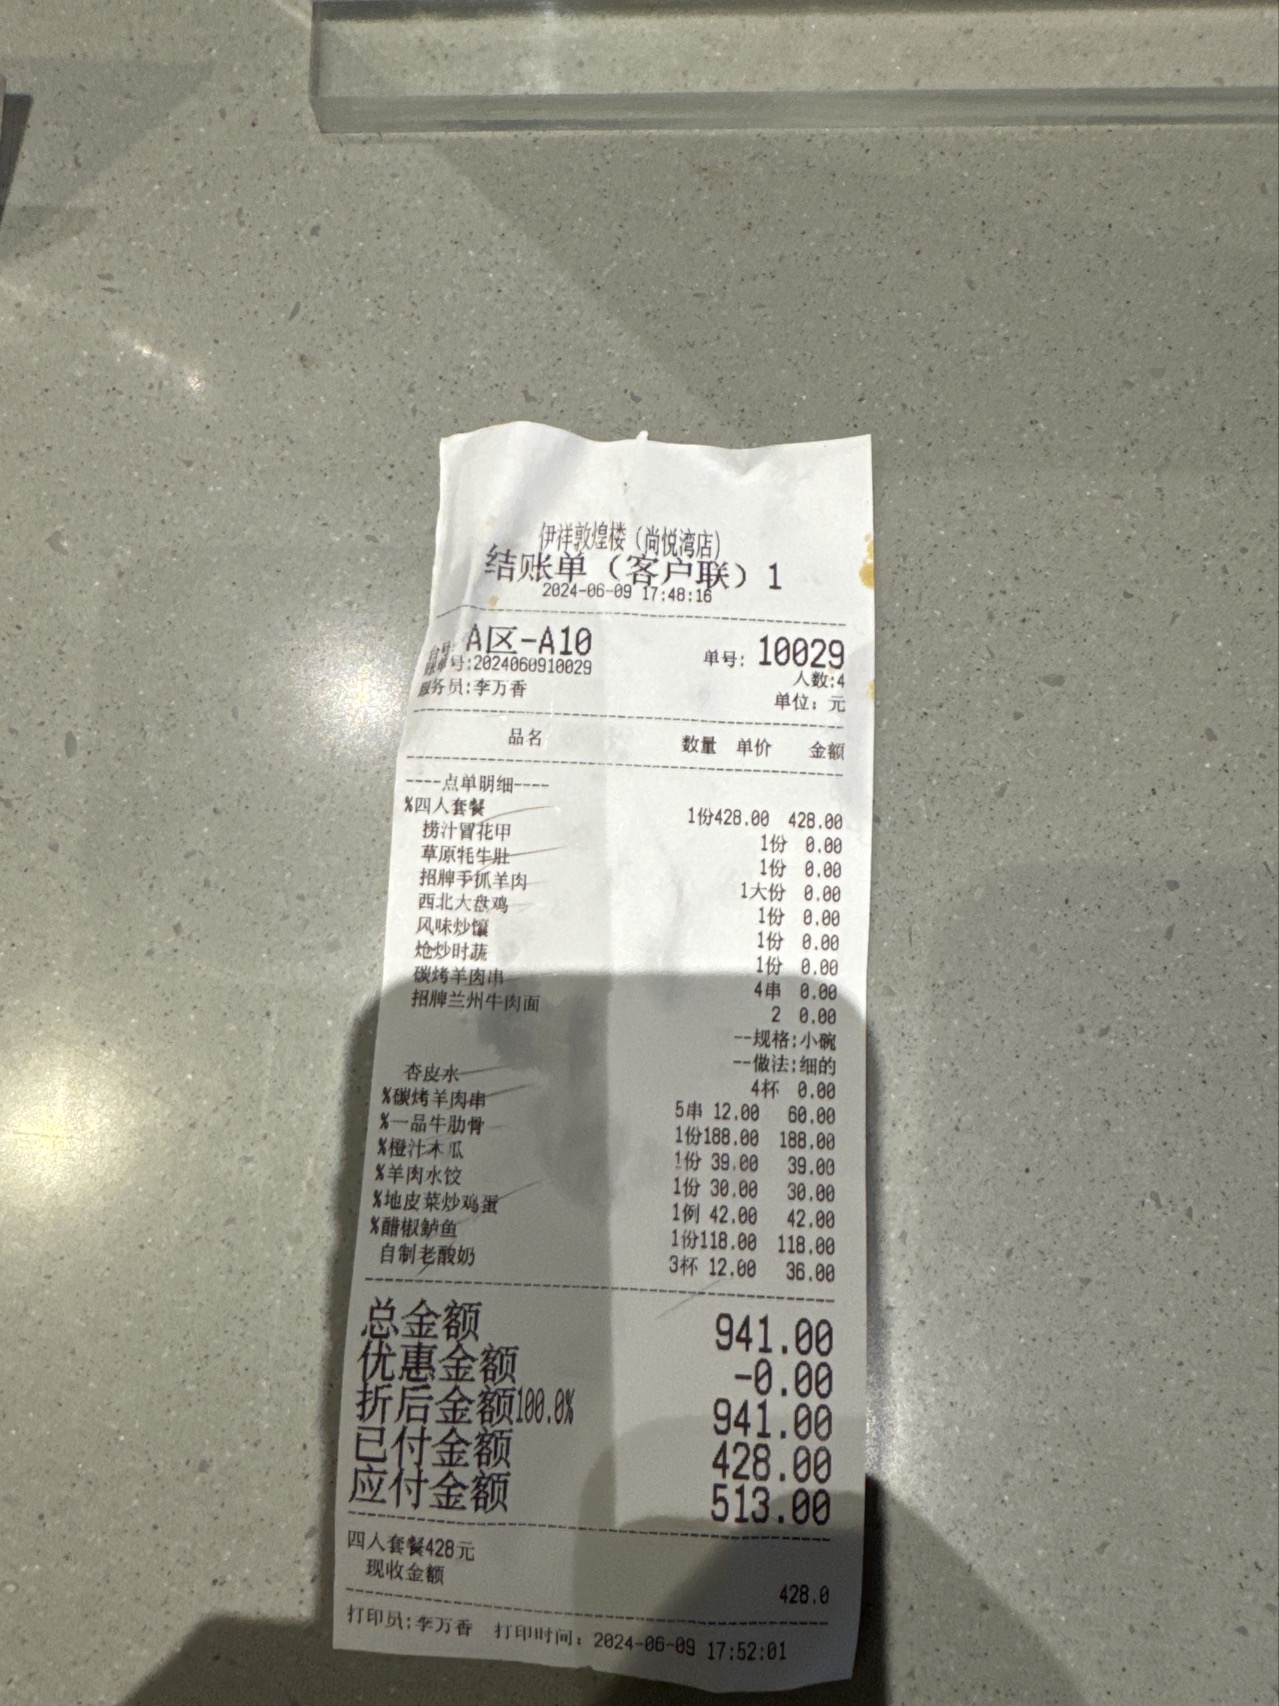 伊祥敦煌楼（尚悦湾店）
结账单（客户联）1
2024-06-09 17:48:16
台号: A区-A10 单号: 10029
账单号:2024060910029 人数:4
服务员:李万香 单位: 元
品名 数量 单价 金额
----点单明细----
%四人套餐 1份428.00 428.00
捞汁冒花甲 1份 0.00
草原牦牛肚 1份 0.00
招牌手抓羊肉 1大份 0.00
西北大盘鸡 1份 0.00
风味炒馕 1份 0.00
炝炒时蔬 1份 0.00
碳烤羊肉串 4串 0.00
招牌兰州牛肉面 2 0.00
--规格:小碗
--做法:细的
杏皮水 4杯 0.00
%碳烤羊肉串 5串 12.00 60.00
%一品牛肋骨 1份188.00 188.00
%橙汁木瓜 1份 39.00 39.00
%羊肉水饺 1份 30.00 30.00
%地皮菜炒鸡蛋 1例 42.00 42.00
%醋椒鲈鱼 1份118.00 118.00
自制老酸奶 3杯 12.00 36.00
总金额 941.00
优惠金额 -0.00
折后金额100.0% 941.00
已付金额 428.00
应付金额 513.00
四人套餐428元
现收金额 428.0
打印员:李万香 打印时间: 2024-06-09 17:52:01